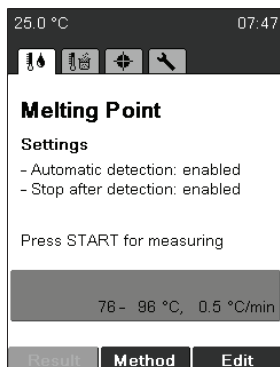 25.0 °C 07:47
Melting Point
Settings
- Automatic detection: enabled
- Stop after detection: enabled
Press START for measuring
76 - 96 °C, 0.5 °C/min
Result Method Edit